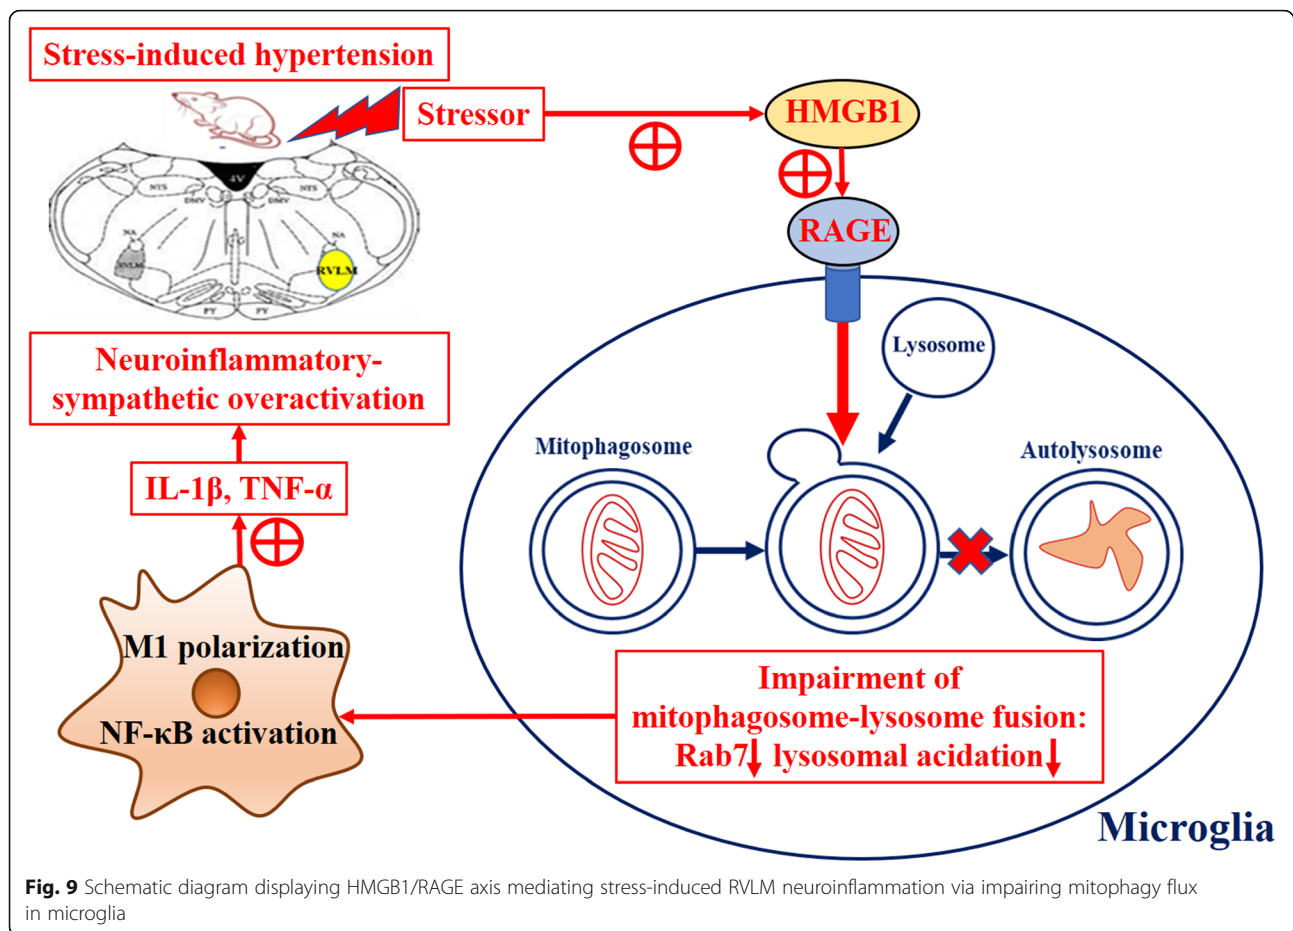 Stress-induced hypertension
Stressor
HMGB1
RAGE
4V
NTS
NTS
DMV
DMV
NA
NA
RVLM
RVLM
PY
PY
Neuroinflammatory-
sympathetic overactivation
IL-1β, TNF-α
M1 polarization
NF-κB activation
Lysosome
Mitophagosome
Autolysosome
Impairment of
mitophagosome-lysosome fusion:
Rab7↓ lysosomal acidation↓
Microglia
Fig. 9 Schematic diagram displaying HMGB1/RAGE axis mediating stress-induced RVLM neuroinflammation via impairing mitophagy flux
in microglia